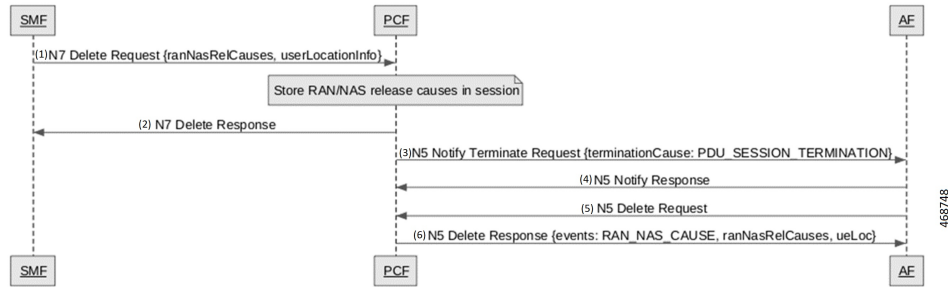 SMF PCF AF
(1)N7 Delete Request {ranNasRelCauses, userLocationInfo}
Store RAN/NAS release causes in session
(2) N7 Delete Response
(3)N5 Notify Terminate Request {terminationCause: PDU_SESSION_TERMINATION}
(4)N5 Notify Response
(5) N5 Delete Request
(6)N5 Delete Response {events: RAN_NAS_CAUSE, ranNasRelCauses, ueLoc}
SMF PCF AF
468748